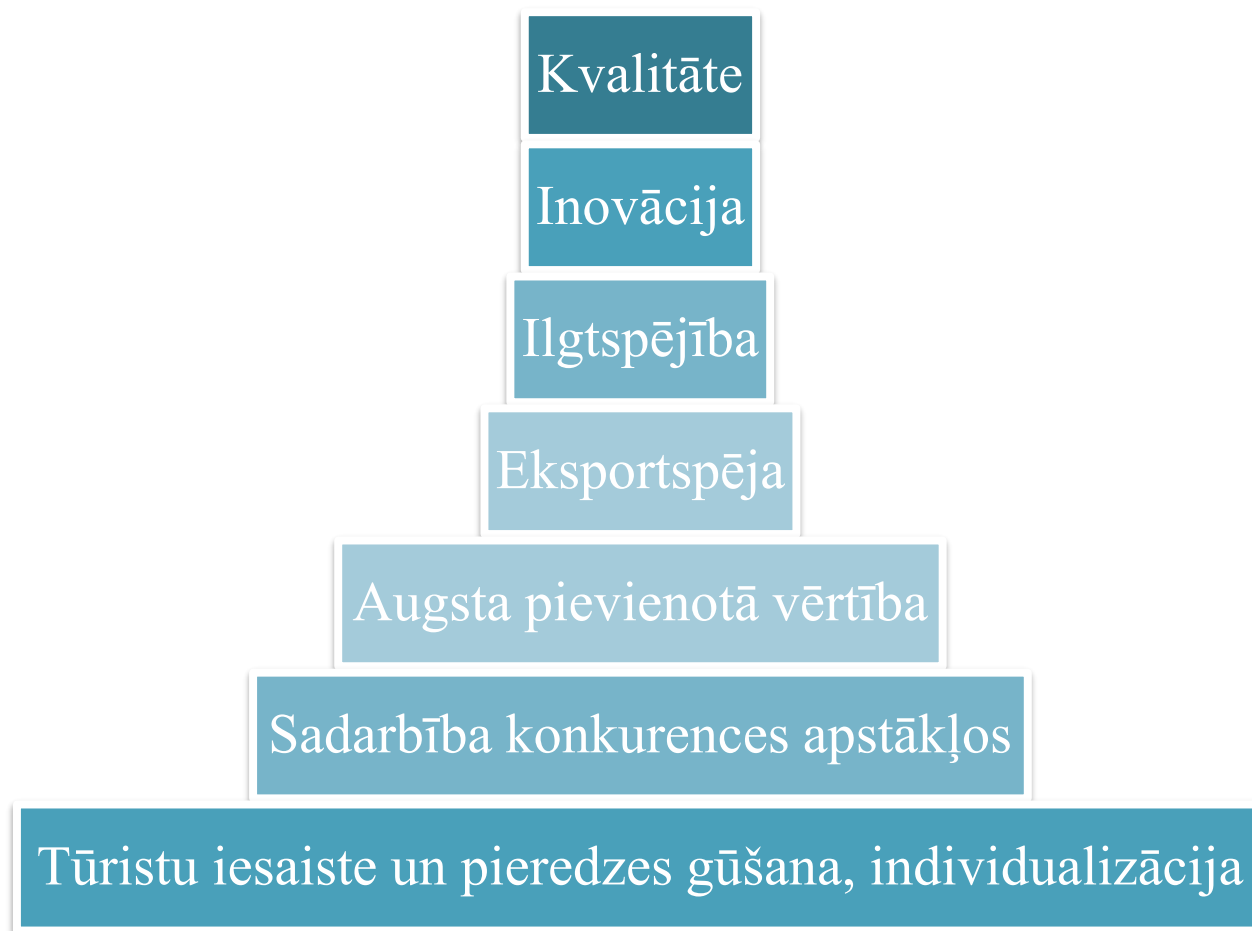 Kvalitāte
Inovācija
Ilgtspējība
Eksportspēja
Augsta pievienotā vērtība
Sadarbība konkurences apstākļos
Tūristu iesaiste un pieredzes gūšana, individualizācija